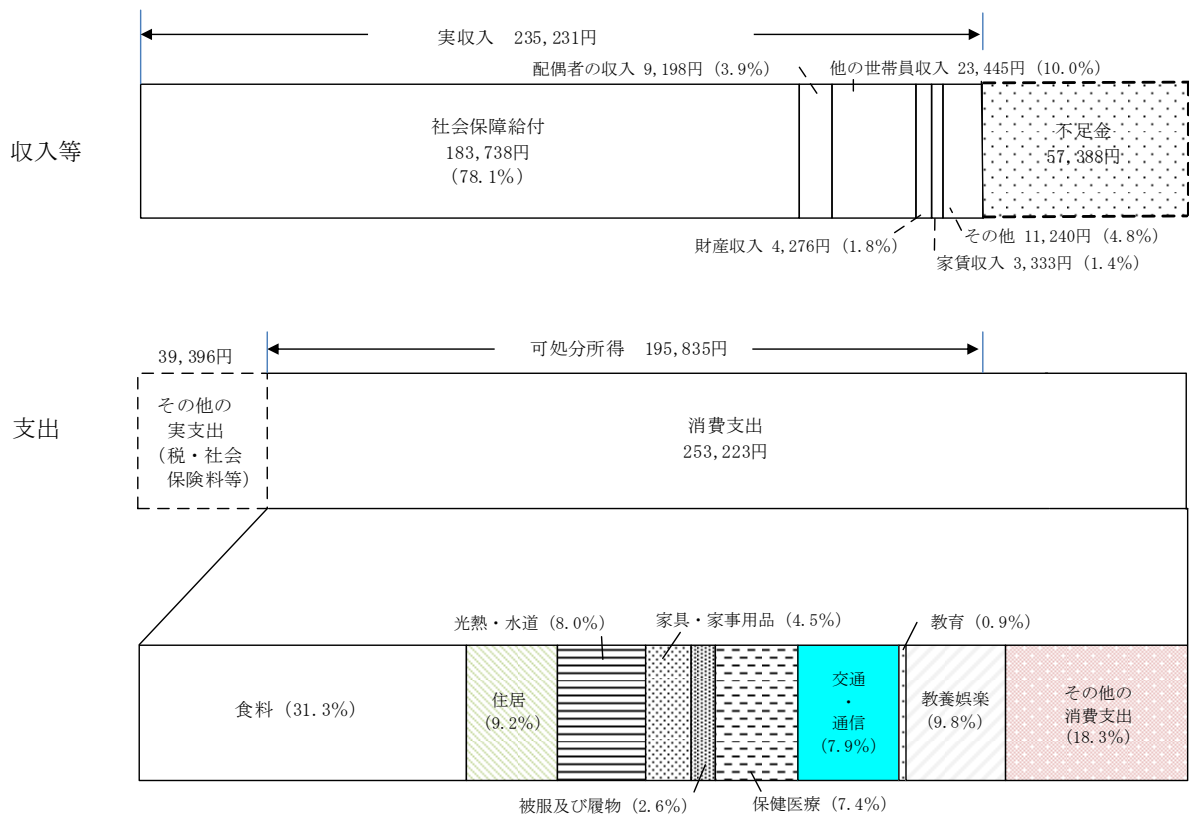 実収入 235,231円
配偶者の収入 9,198円 (3.9%)
他の世帯員収入 23,445円 (10.0%)
収入等
社会保障給付
183,738円
(78.1%)
不足金
57,388円
財産収入 4,276円 (1.8%)
その他 11,240円 (4.8%)
家賃収入 3,333円 (1.4%)
39,396円
可処分所得 195,835円
支出
その他の
実支出
(税・社会
保険料等)
消費支出
253,223円
光熱・水道 (8.0%)
家具・家事用品 (4.5%)
教育 (0.9%)
食料 (31.3%)
住居
(9.2%)
交通
・
通信
(7.9%)
教養娯楽
(9.8%)
その他の
消費支出
(18.3%)
被服及び履物 (2.6%)
保健医療 (7.4%)